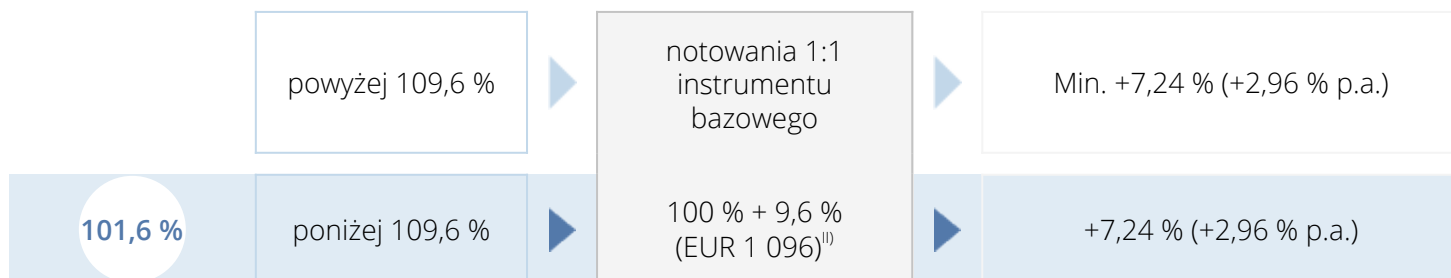 powyżej 109,6 %
notowania 1:1
instrumentu
bazowego
Min. +7,24 % (+2,96 % p.a.)
101,6 %
poniżej 109,6 %
100 % + 9,6 %
(EUR 1 096)II)
+7,24 % (+2,96 % p.a.)